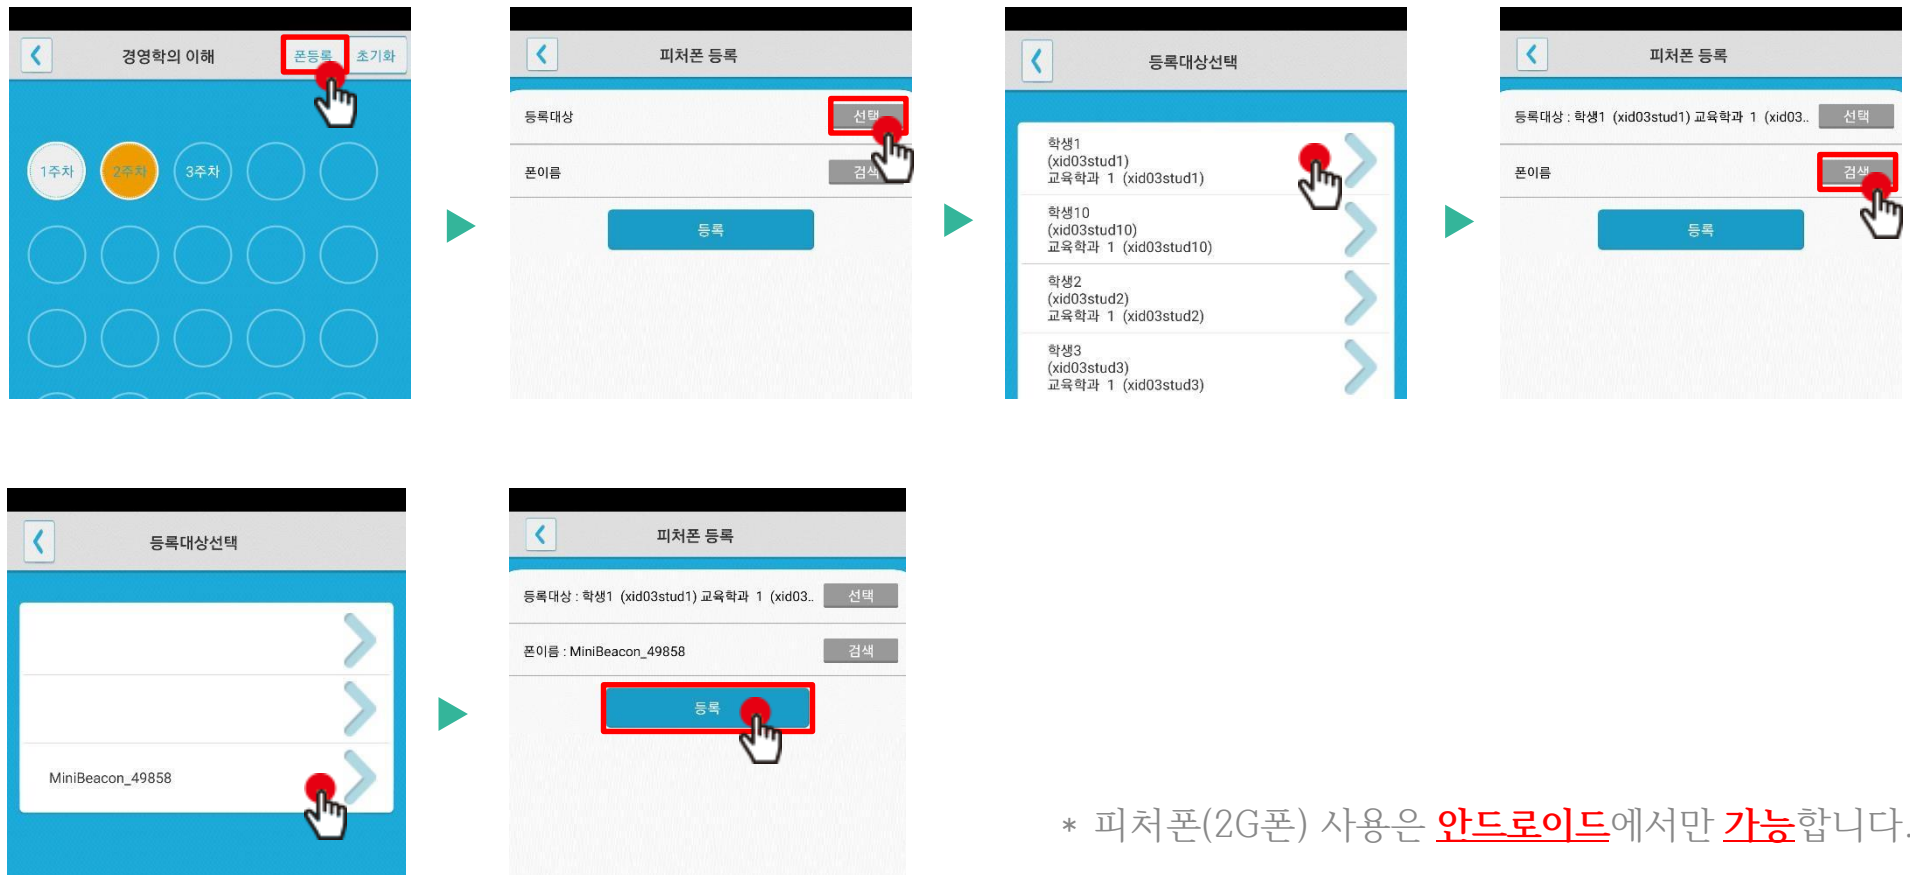 경영학의 이해
폰등록
초기화
1주차
2주차
3주차
피처폰 등록
등록대상
선택
폰이름
검색
등록
등록대상선택
학생1
(xid03stud1)
교육학과 1 (xid03stud1)
학생10
(xid03stud10)
교육학과 1 (xid03stud10)
학생2
(xid03stud2)
교육학과 1 (xid03stud2)
학생3
(xid03stud3)
교육학과 1 (xid03stud3)
피처폰 등록
등록대상 : 학생1 (xid03stud1) 교육학과 1 (xid03..
선택
폰이름
검색
등록
등록대상선택
MiniBeacon_49858
피처폰 등록
등록대상 : 학생1 (xid03stud1) 교육학과 1 (xid03..
선택
폰이름 : MiniBeacon_49858
검색
등록
* 피처폰(2G폰) 사용은 안드로이드에서만 가능합니다.